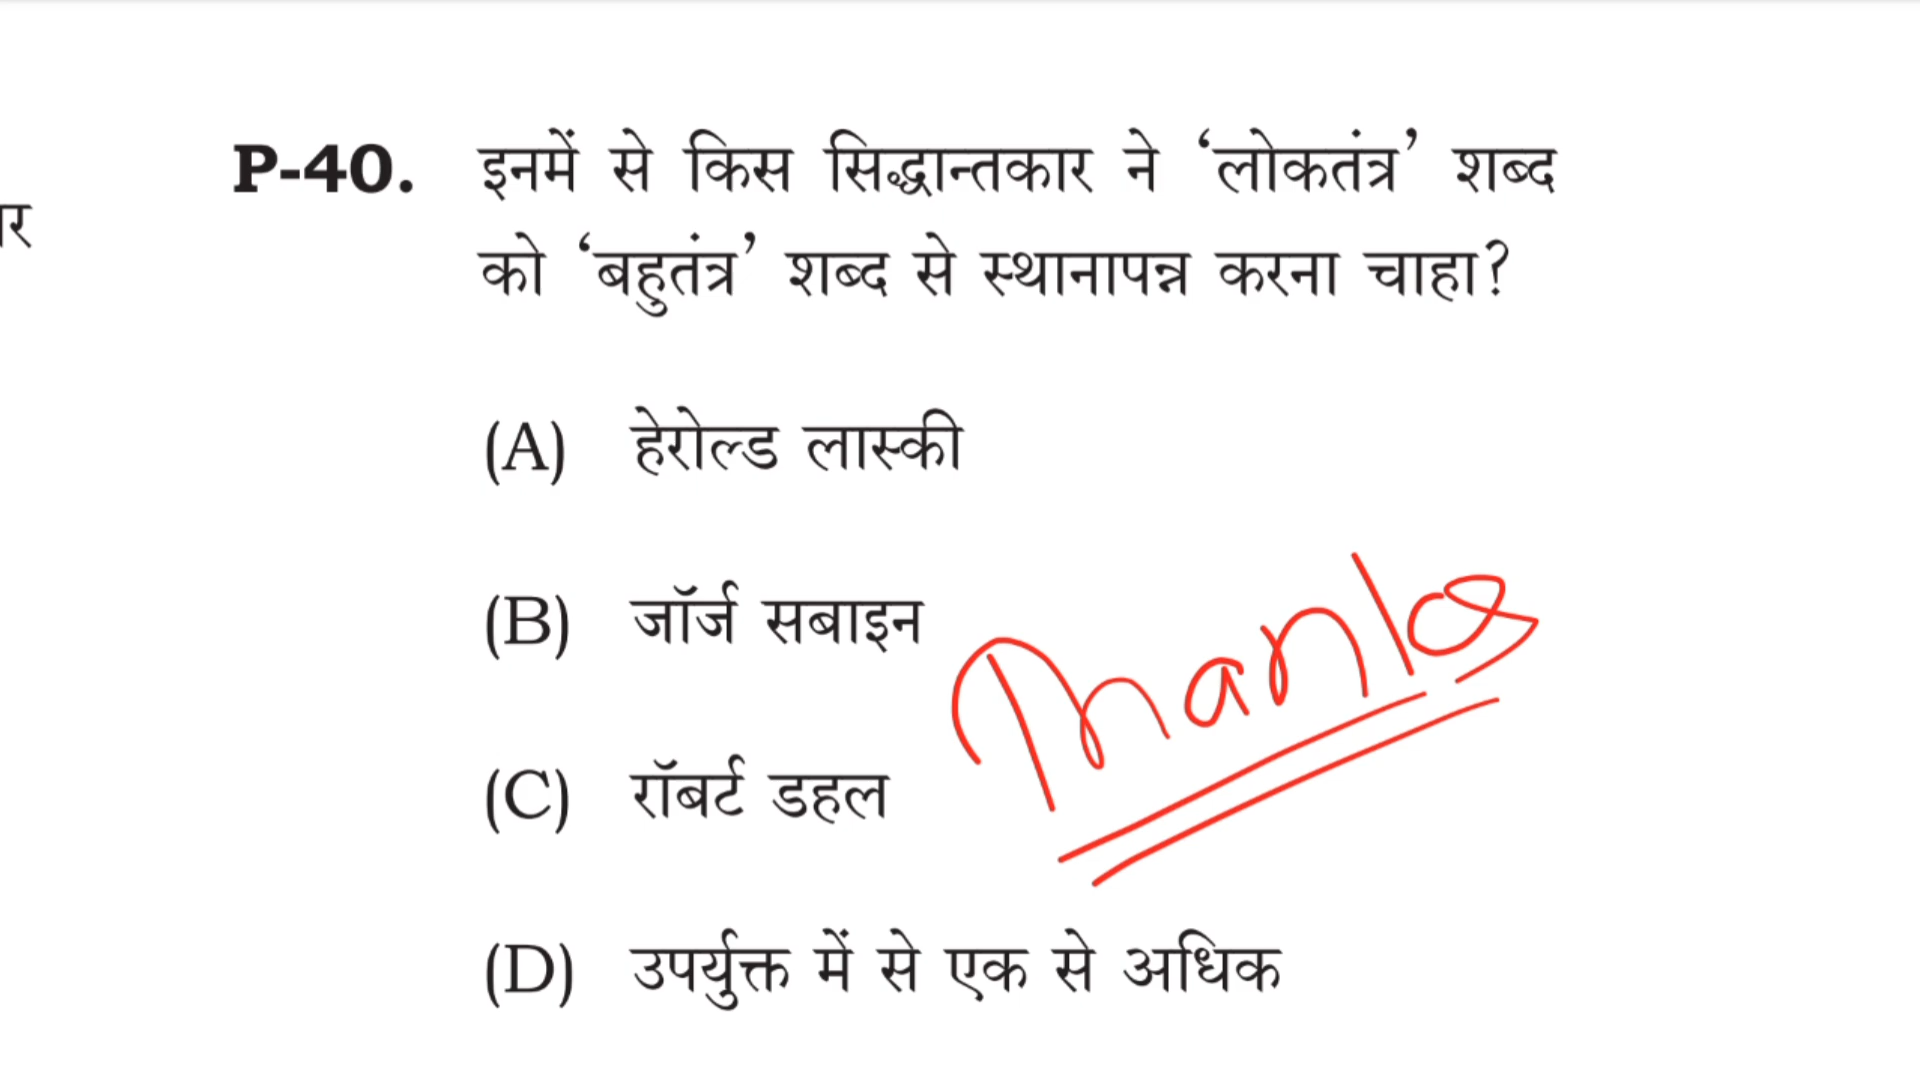 P-40. इनमें से किस सिद्धान्तकार ने ‘लोकतंत्र’ शब्द
को ‘बहुतंत्र’ शब्द से स्थानापन्न करना चाहा?
(A) हेरोल्ड लास्की
(B) जॉर्ज सबाइन
(C) रॉबर्ट डहल
(D) उपर्युक्त में से एक से अधिक
Thanks